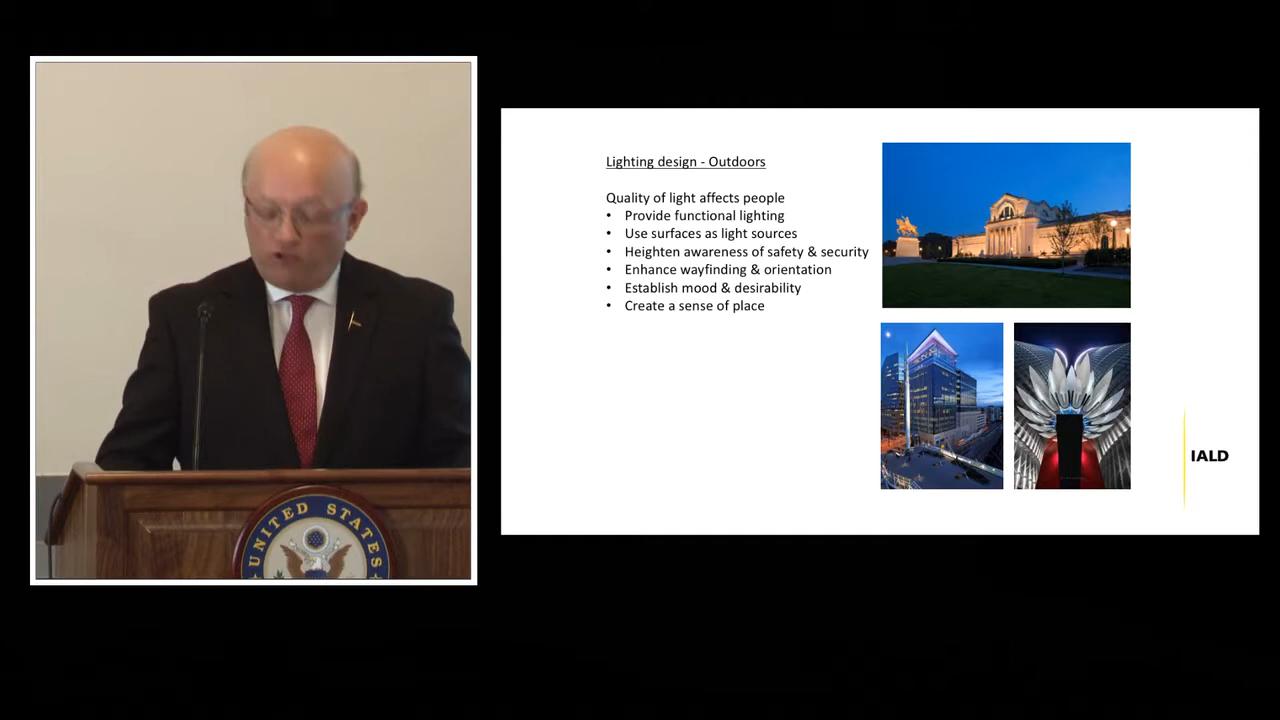 UNITED STATES
Lighting design - Outdoors
Quality of light affects people
• Provide functional lighting
• Use surfaces as light sources
• Heighten awareness of safety & security
• Enhance wayfinding & orientation
• Establish mood & desirability
• Create a sense of place
IALD